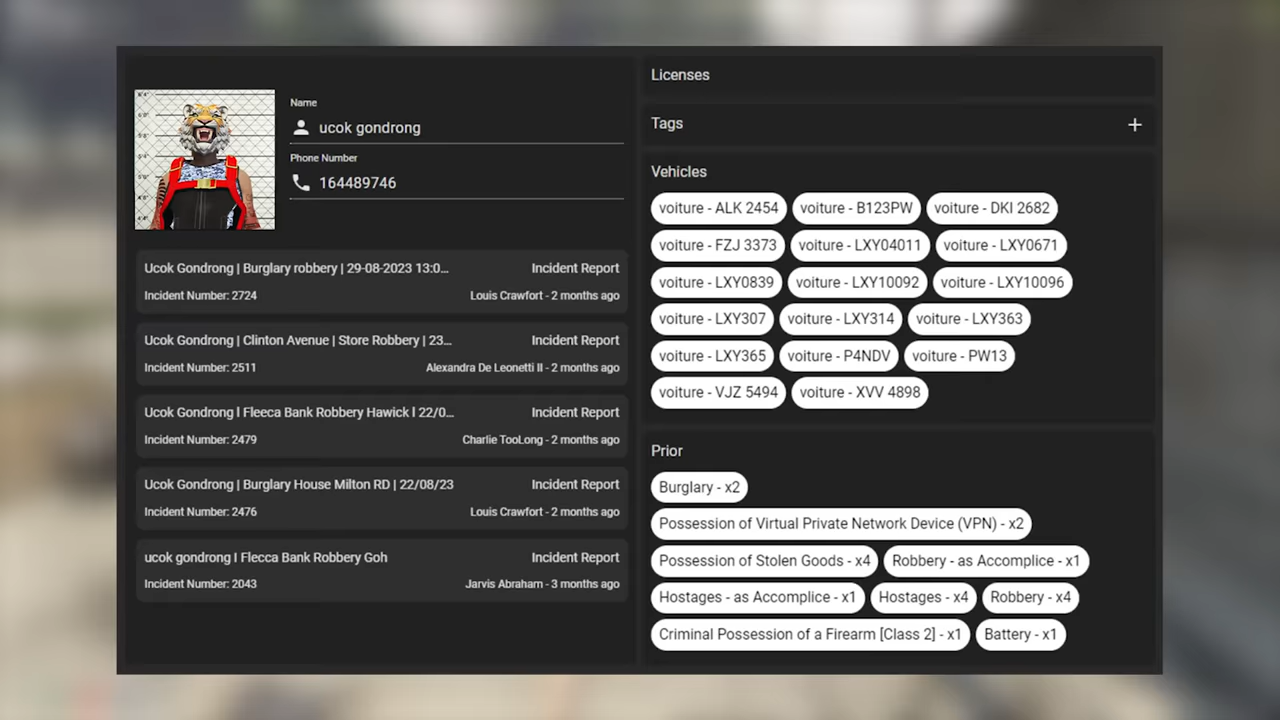 Name
ucok gondrong
Phone Number
164489746
Ucok Gondrong | Burglary robbery | 29-08-2023 13:0... Incident Report
Incident Number: 2724 Louis Crawfort - 2 months ago
Ucok Gondrong | Clinton Avenue | Store Robbery | 23... Incident Report
Incident Number: 2511 Alexandra De Leonetti II - 2 months ago
Ucok Gondrong l Fleeca Bank Robbery Hawick l 22/0... Incident Report
Incident Number: 2479 Charlie TooLong - 2 months ago
Ucok Gondrong | Burglary House Milton RD | 22/08/23 Incident Report
Incident Number: 2476 Louis Crawfort - 2 months ago
ucok gondrong I Flecca Bank Robbery Goh Incident Report
Incident Number: 2043 Jarvis Abraham - 3 months ago
Licenses
Tags +
Vehicles
voiture - ALK 2454 voiture - B123PW voiture - DKI 2682
voiture - FZJ 3373 voiture - LXY04011 voiture - LXY0671
voiture - LXY0839 voiture - LXY10092 voiture - LXY10096
voiture - LXY307 voiture - LXY314 voiture - LXY363
voiture - LXY365 voiture - P4NDV voiture - PW13
voiture - VJZ 5494 voiture - XVV 4898
Prior
Burglary - x2
Possession of Virtual Private Network Device (VPN) - x2
Possession of Stolen Goods - x4 Robbery - as Accomplice - x1
Hostages - as Accomplice - x1 Hostages - x4 Robbery - x4
Criminal Possession of a Firearm [Class 2] - x1 Battery - x1